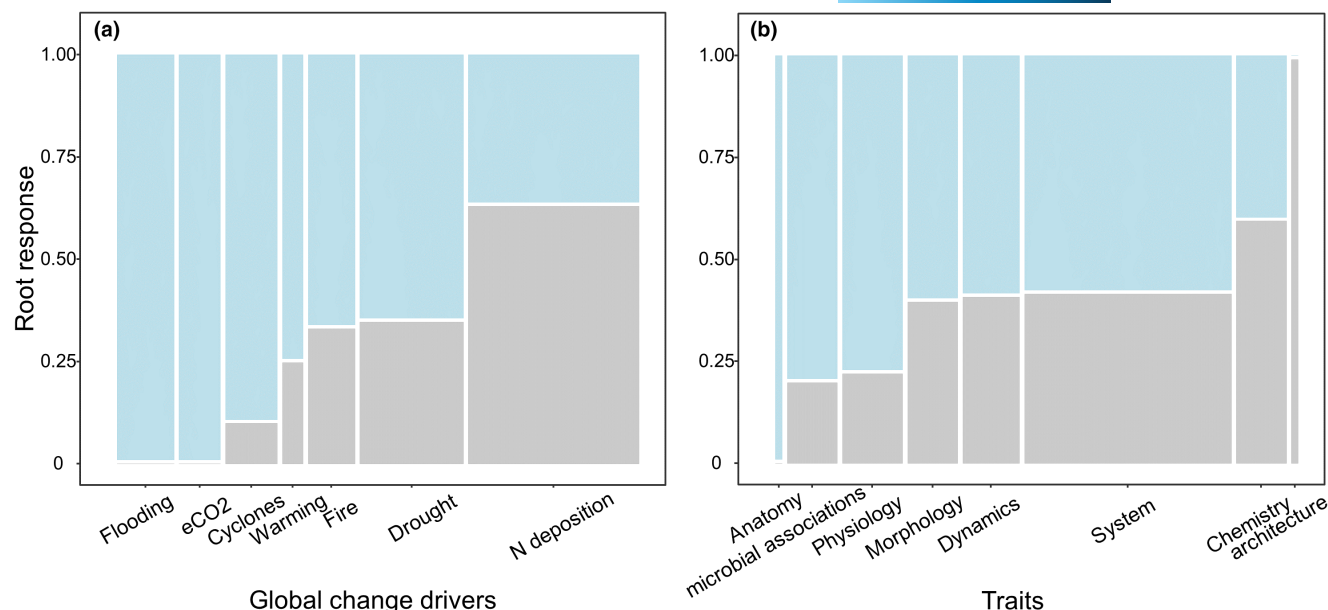 (a)
1.00
0.75
0.50
0.25
0
Root response
Flooding
eCO2
Cyclones
Warming
Fire
Drought
N deposition
Global change drivers
(b)
1.00
0.75
0.50
0.25
0
Anatomy
microbial associations
Physiology
Morphology
Dynamics
System
Chemistry
architecture
Traits